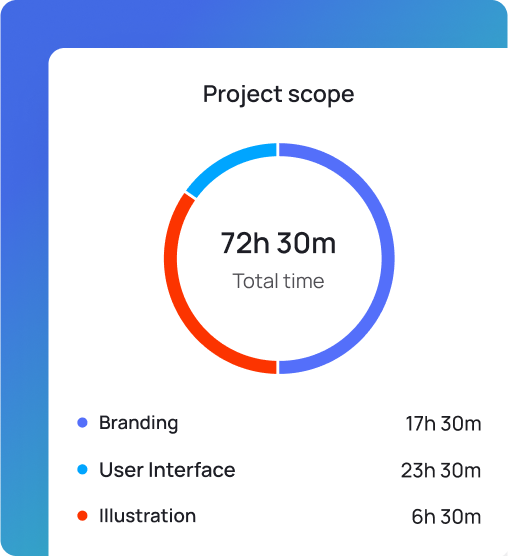 Project scope
72h 30m
Total time
Branding 17h 30m
User Interface 23h 30m
Illustration 6h 30m